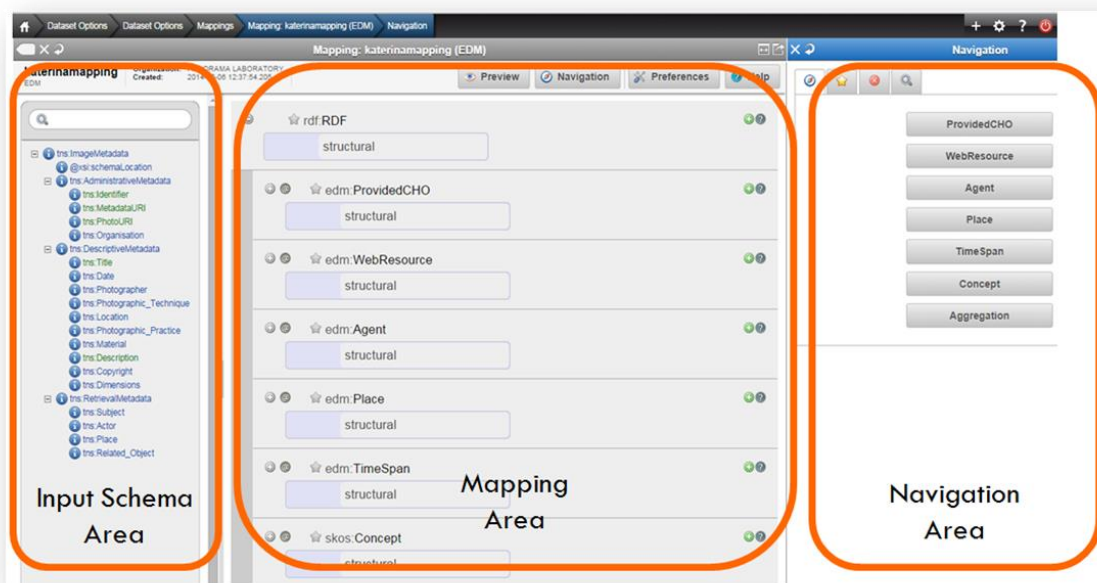 Dataset Options Dataset Options Mappings Mapping: katerinamapping (EDM) Navigation
Mapping: katerinamapping (EDM)
Navigation
katerinamapping
EDM
Created:
LABORATORY
Preview Navigation Preferences Help
tns:ImageMetadata
@xsi:schemaLocation
tns:AdministrativeMetadata
tns:Identifier
tns:MetadataURI
tns:PhotoURI
tns:Organisation
tns:DescriptiveMetadata
tns:Title
tns:Date
tns:Photographer
tns:Photographic_Technique
tns:Location
tns:Photographic_Practice
tns:Material
tns:Description
tns:Copyright
tns:Dimensions
tns:RetrievalMetadata
tns:Subject
tns:Actor
tns:Place
tns:Related_Object
Input Schema
Area
rdf:RDF
structural
edm:ProvidedCHO
structural
edm:WebResource
structural
edm:Agent
structural
edm:Place
structural
edm:TimeSpan
structural
skos:Concept
structural
Mapping
Area
ProvidedCHO
WebResource
Agent
Place
TimeSpan
Concept
Aggregation
Navigation
Area